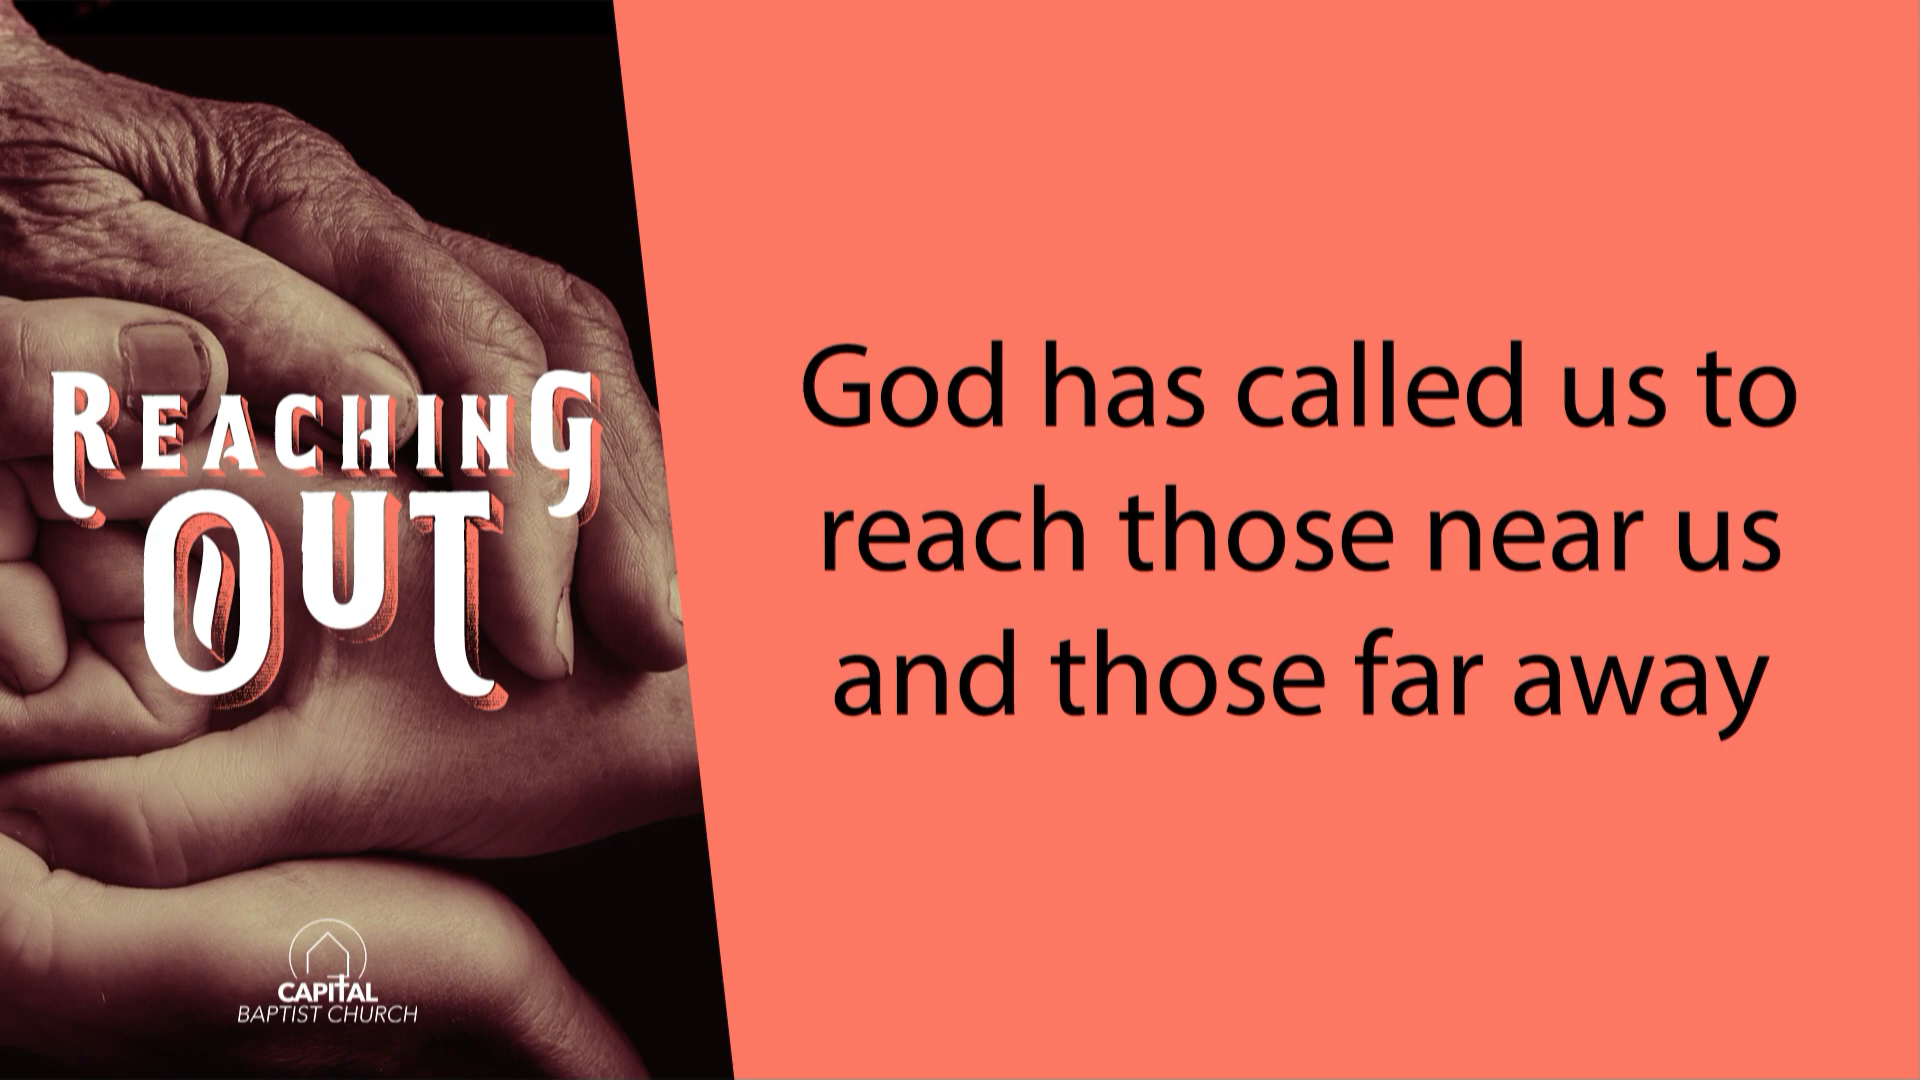 REACHING
OUT
CAPITAL
BAPTIST CHURCH
God has called us to
reach those near us
and those far away